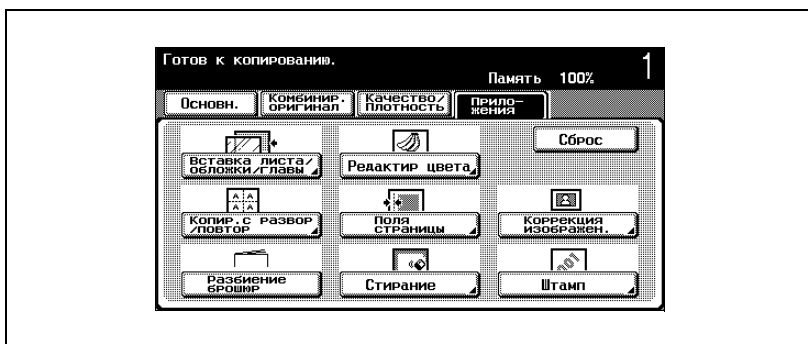 Готов к копированию.
1
Память 100%
Основн.
Комбинир.
оригинал
Качество/
Плотность
Прило-
жения
Сброс
Вставка листа/
обложки/главы
Редактир цвета
A A
A A
Копир.с развор
/повтор
Поля
страницы
Коррекция
изображен.
001
Разбиение
брошюр
Стирание
Штамп